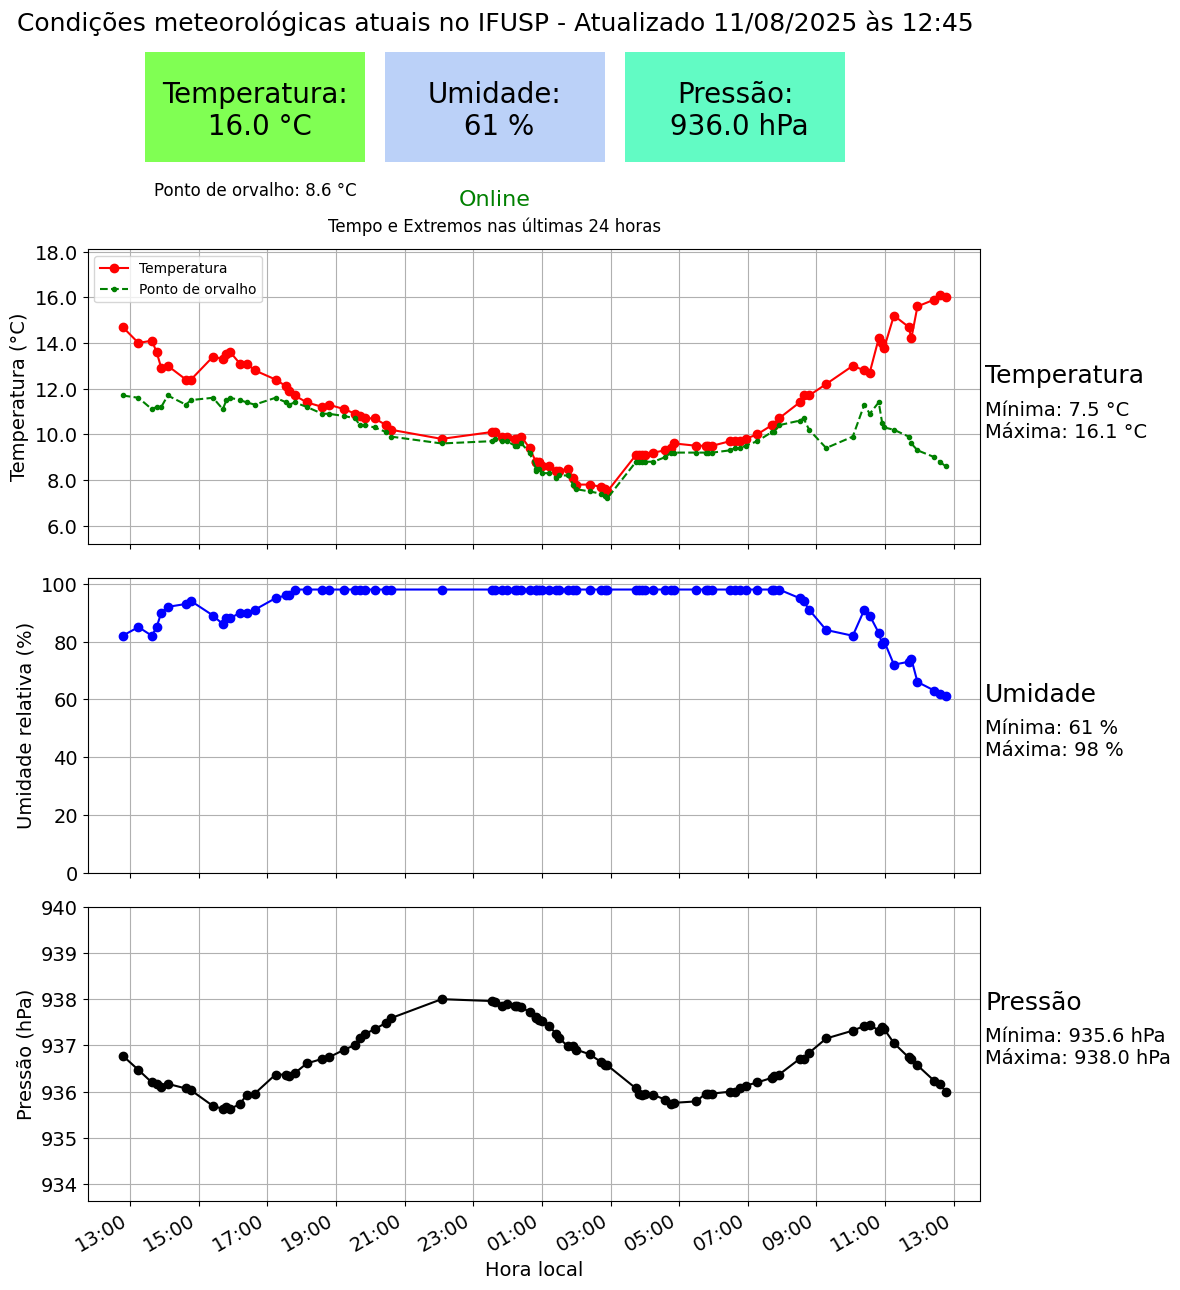 Condições meteorológicas atuais no IFUSP - Atualizado 11/08/2025 às 12:45
Temperatura:
16.0 °C
Umidade:
61 %
Pressão:
936.0 hPa
Ponto de orvalho: 8.6 °C
Online
Tempo e Extremos nas últimas 24 horas
Temperatura (°C)
18.0
16.0
14.0
12.0
10.0
8.0
6.0
Temperatura
Ponto de orvalho
Temperatura
Mínima: 7.5 °C
Máxima: 16.1 °C
Umidade relativa (%)
100
80
60
40
20
0
Umidade
Mínima: 61 %
Máxima: 98 %
Pressão (hPa)
940
939
938
937
936
935
934
Pressão
Mínima: 935.6 hPa
Máxima: 938.0 hPa
13:00 15:00 17:00 19:00 21:00 23:00 01:00 03:00 05:00 07:00 09:00 11:00 13:00
Hora local